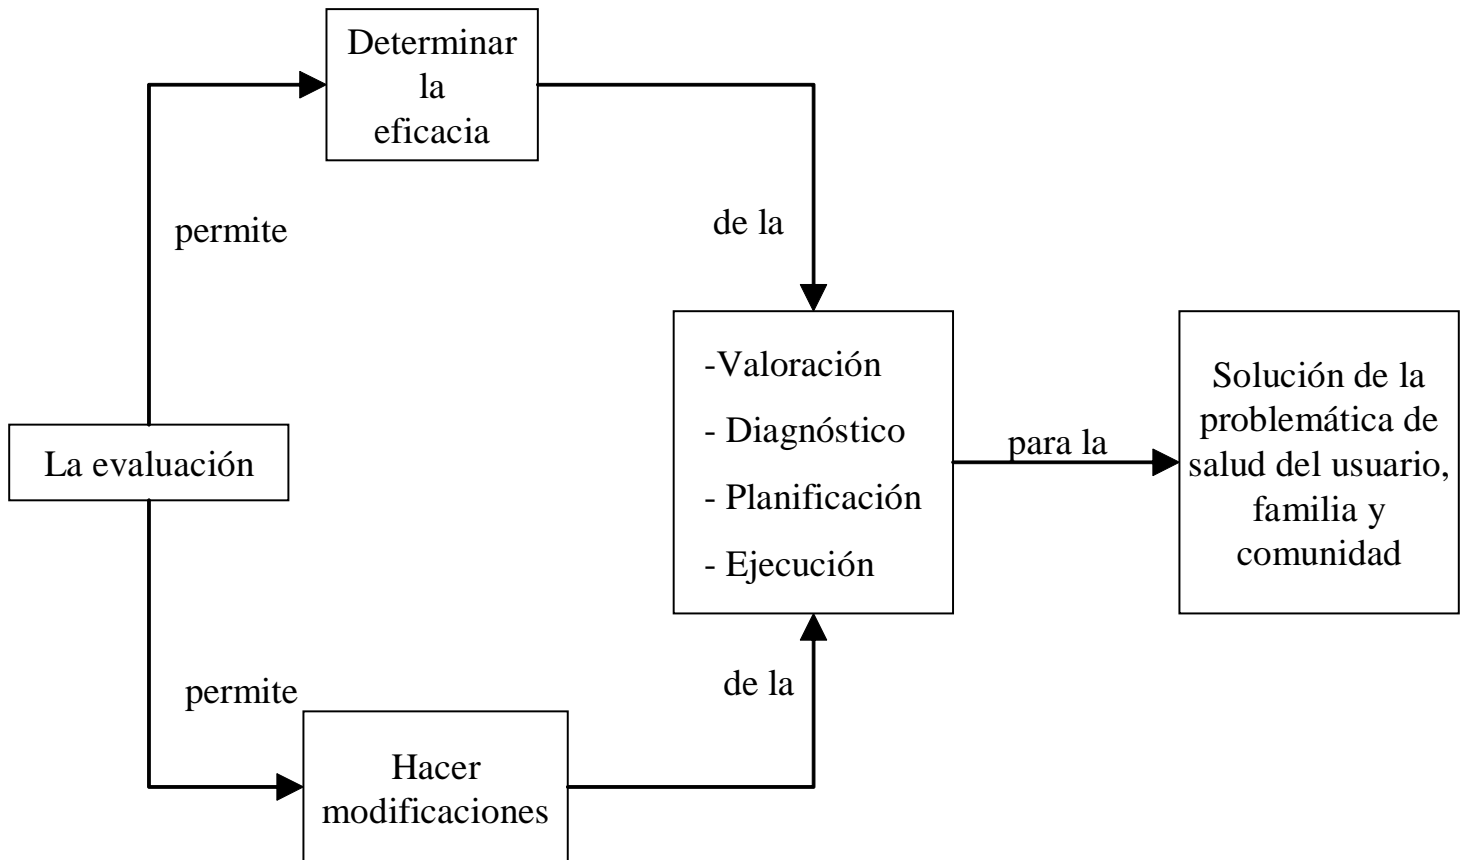 Determinar
la
eficacia
permite
de la
La evaluación
-Valoración
- Diagnóstico
- Planificación
- Ejecución
para la
Solución de la
problemática de
salud del usuario,
familia y
comunidad
permite
de la
Hacer
modificaciones